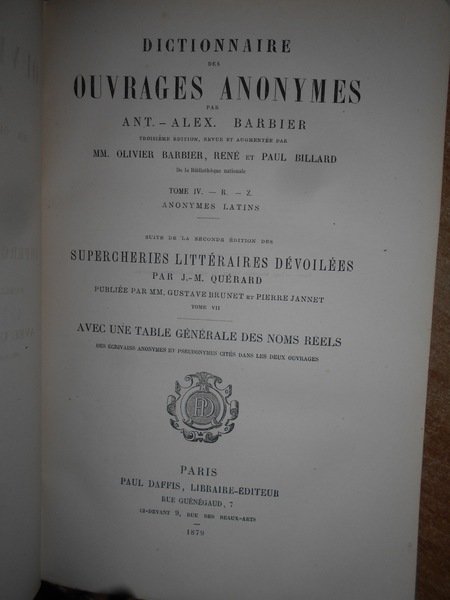 DICTIONNAIRE
DES
OUVRAGES ANONYMES
PAR
ANT.-ALEX. BARBIER
TROISIÈME ÉDITION, REVUE ET AUGMENTÉE PAR
MM. OLIVIER BARBIER, RENÉ ET PAUL BILLARD
De la Bibliothèque nationale
TOME IV. — R. — Z.
ANONYMES LATINS
SUITE DE LA SECONDE ÉDITION DES
SUPERCHERIES LITTÉRAIRES DÉVOILÉES
PAR J.-M. QUÉRARD
PUBLIÉE PAR MM. GUSTAVE BRUNET ET PIERRE JANNET
TOME VII
AVEC UNE TABLE GÉNÉRALE DES NOMS RÉELS
DES ÉCRIVAINS ANONYMES ET PSEUDONYMES CITÉS DANS LES DEUX OUVRAGES
PARIS
PAUL DAFFIS, LIBRAIRE-ÉDITEUR
RUE GUÉNÉGAUD, 7
CI-DEVANT 9, RUE DES BEAUX-ARTS
—
1879